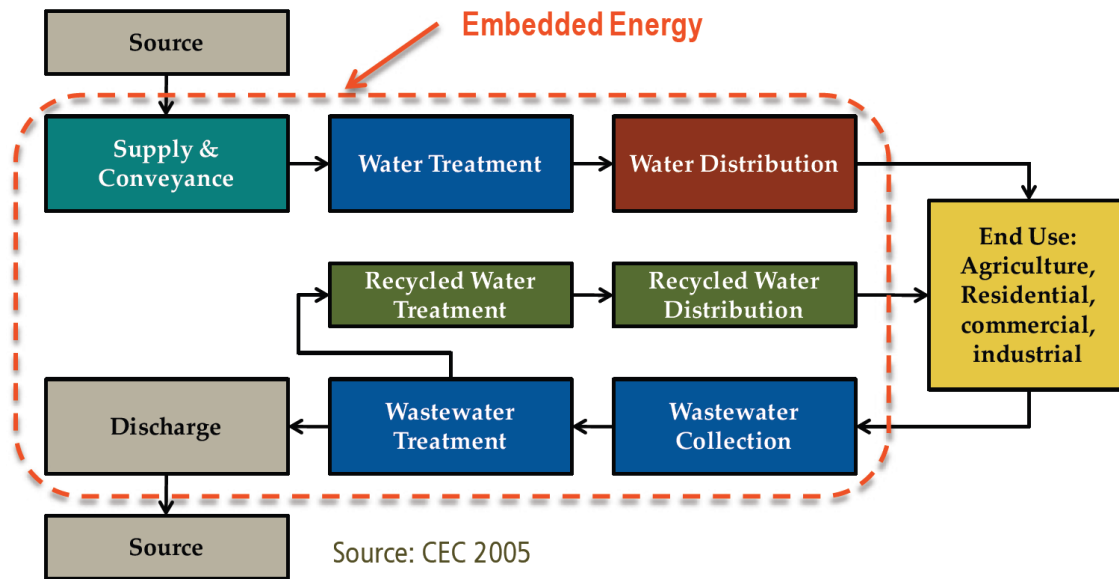 Embedded Energy
Source
Supply &
Conveyance
Water Treatment
Water Distribution
End Use:
Agriculture,
Residential,
commercial,
industrial
Recycled Water
Treatment
Recycled Water
Distribution
Discharge
Wastewater
Treatment
Wastewater
Collection
Source
Source: CEC 2005